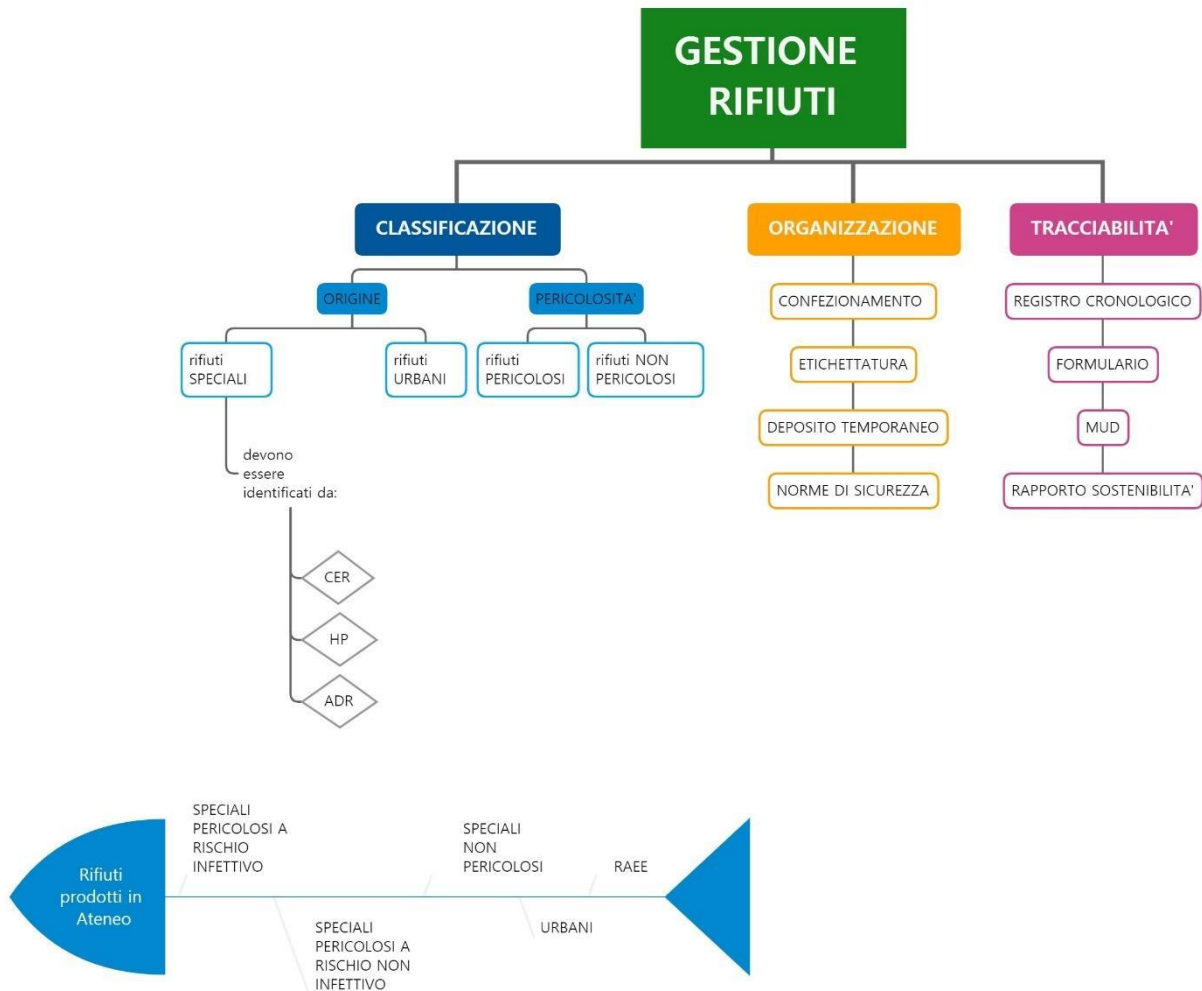 GESTIONE
RIFIUTI
CLASSIFICAZIONE
ORGANIZZAZIONE
TRACCIABILITA'
ORIGINE
PERICOLOSITA'
CONFEZIONAMENTO
REGISTRO CRONOLOGICO
rifiuti
SPECIALI
rifiuti
URBANI
rifiuti
PERICOLOSI
rifiuti NON
PERICOLOSI
ETICHETTATURA
FORMULARIO
DEPOSITO TEMPORANEO
MUD
devono
essere
identificati da:
NORME DI SICUREZZA
RAPPORTO SOSTENIBILITA'
CER
HP
ADR
Rifiuti
prodotti in
Ateneo
SPECIALI
PERICOLOSI A
RISCHIO
INFETTIVO
SPECIALI
PERICOLOSI A
RISCHIO NON
INFETTIVO
SPECIALI
NON
PERICOLOSI
URBANI
RAEE